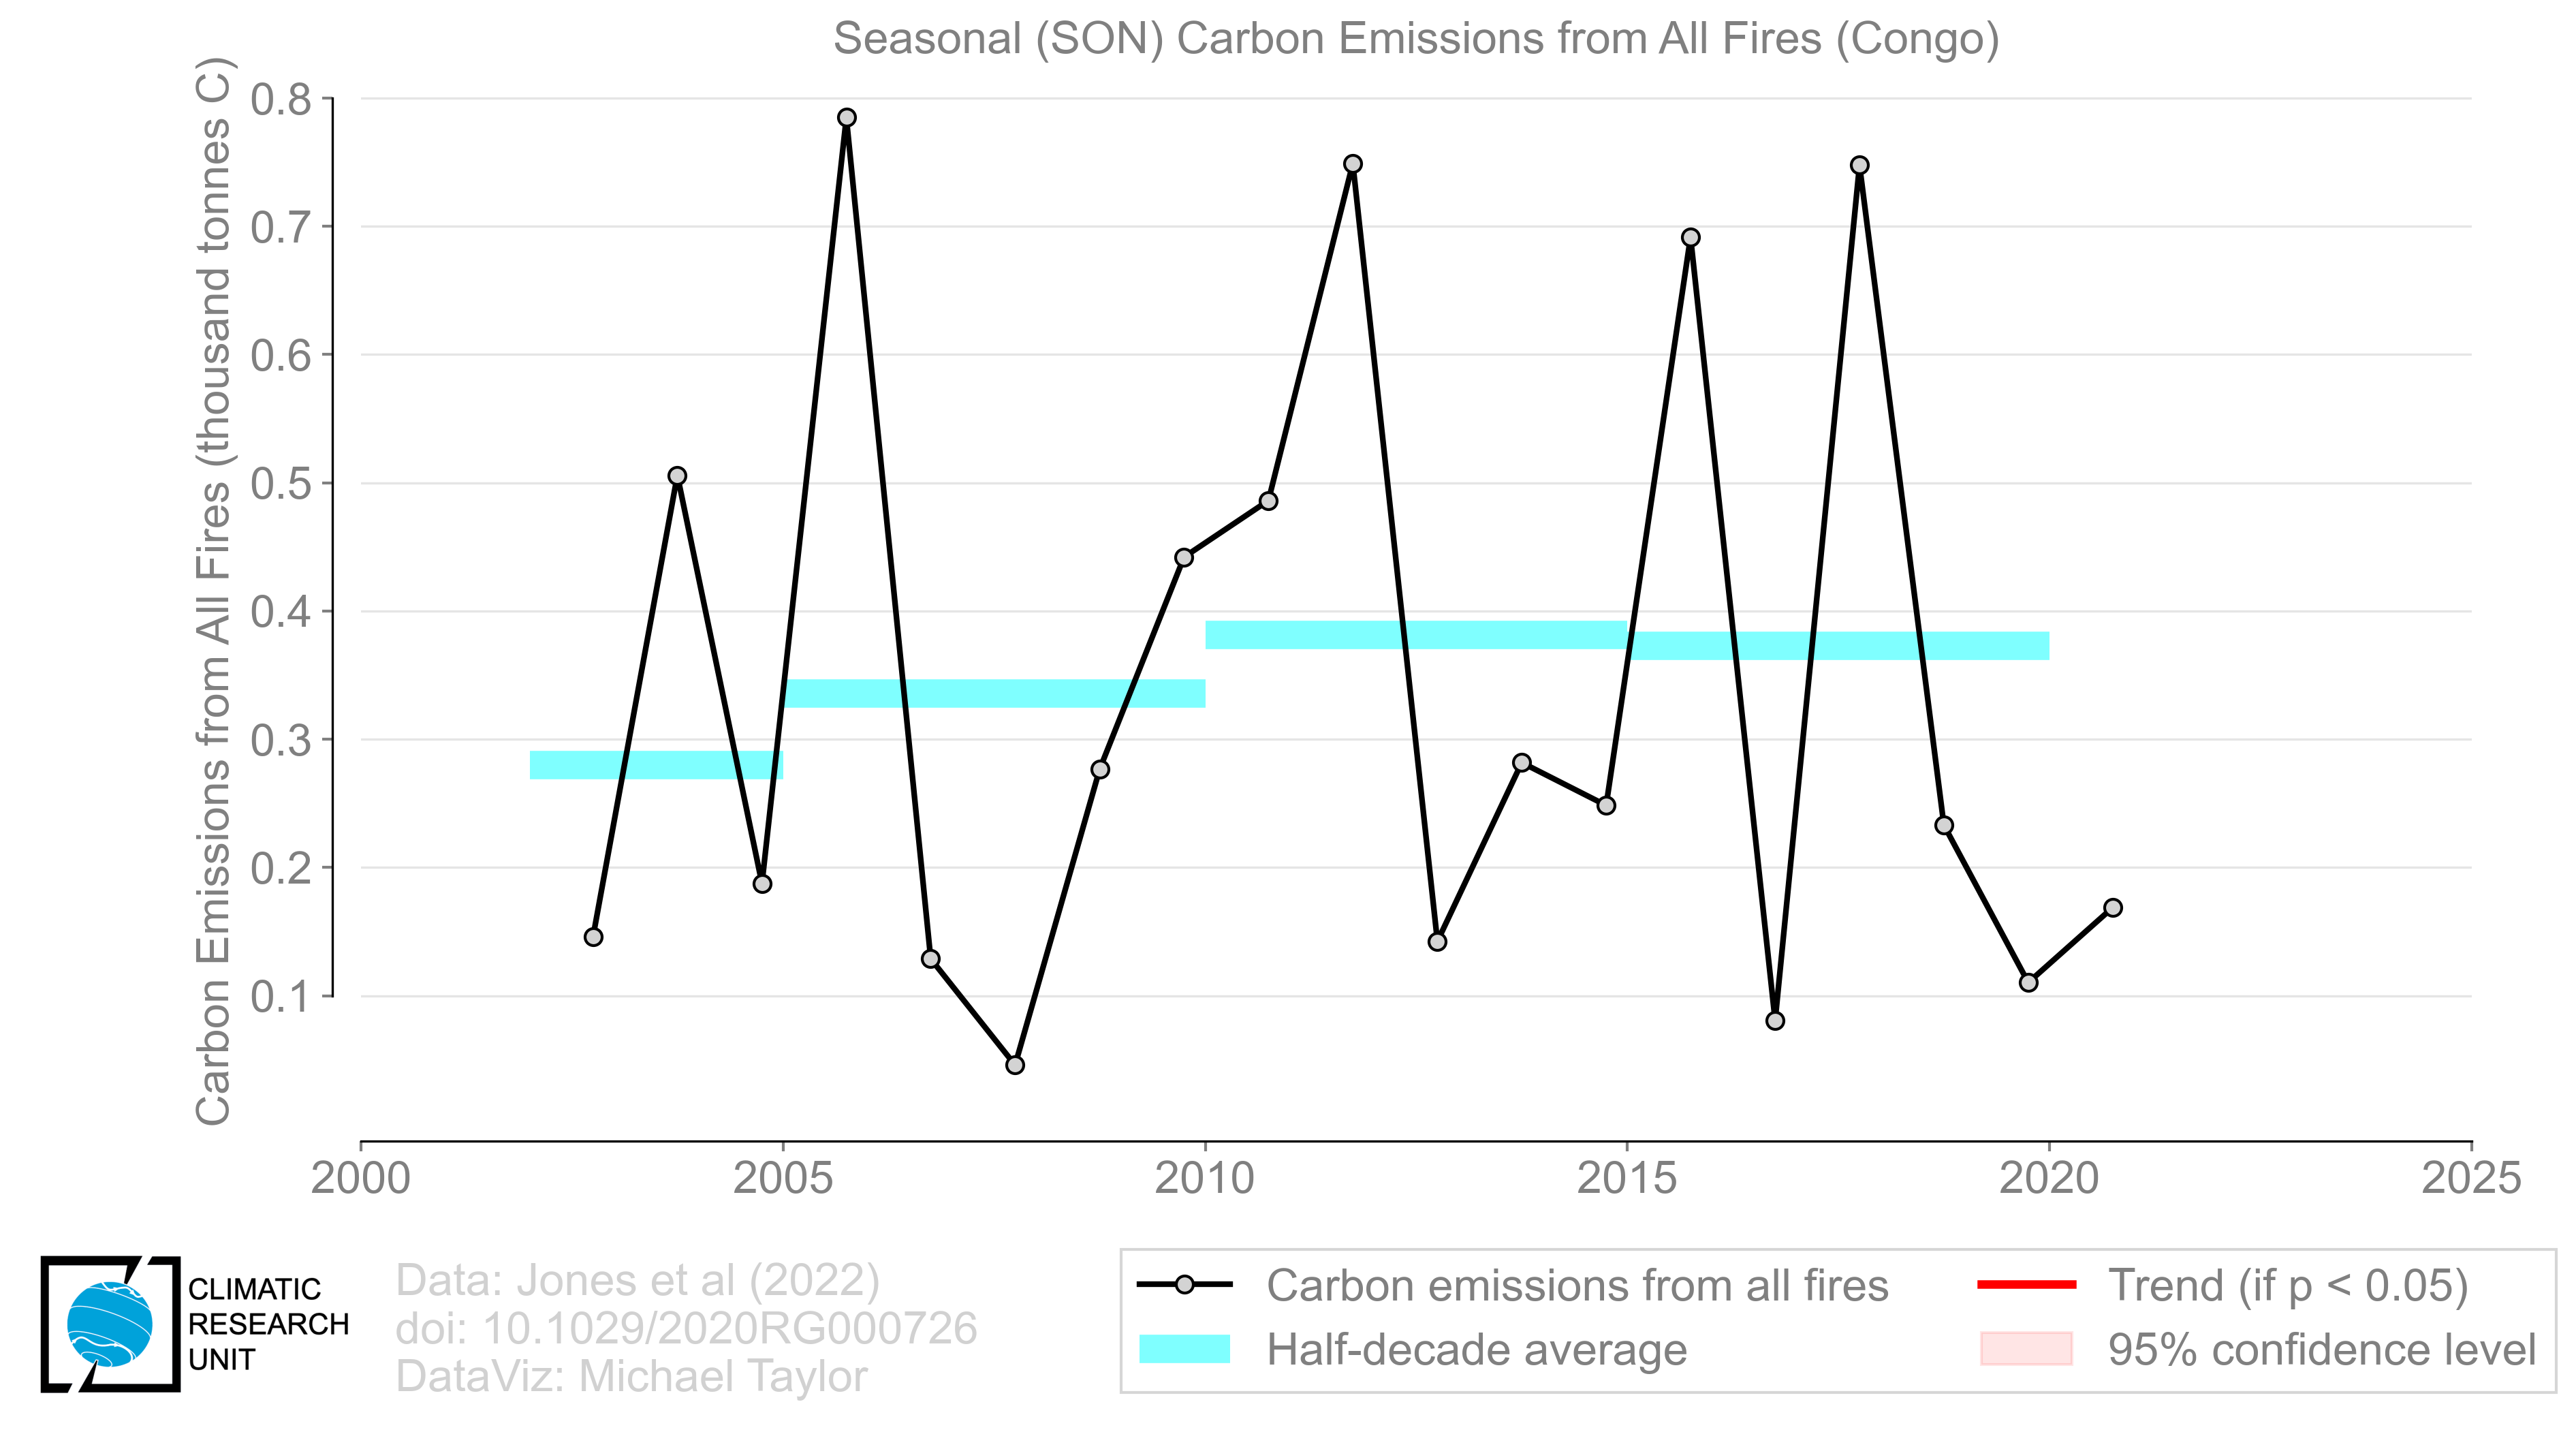 Seasonal (SON) Carbon Emissions from All Fires (Congo)
Carbon Emissions from All Fires (thousand tonnes C)
0.8
0.7
0.6
0.5
0.4
0.3
0.2
0.1
2000 2005 2010 2015 2020 2025
CLIMATIC
RESEARCH
UNIT
Data: Jones et al (2022)
doi: 10.1029/2020RG000726
DataViz: Michael Taylor
Carbon emissions from all fires
Half-decade average
Trend (if p < 0.05)
95% confidence level